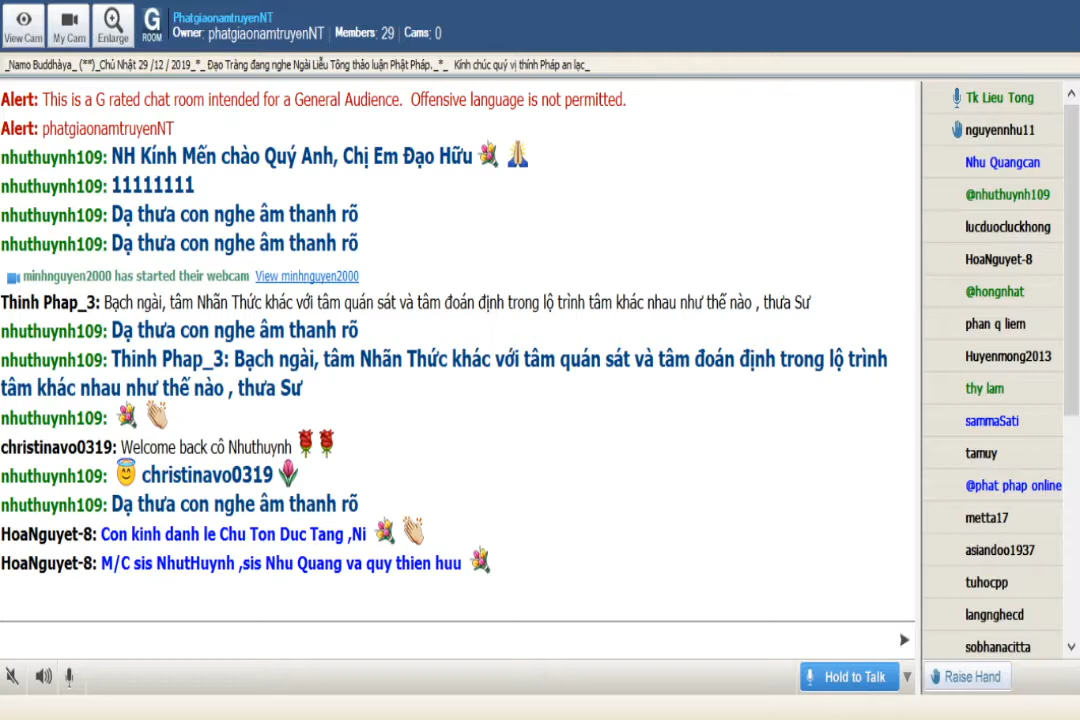 PhatgiaonamtruyenNT
Owner: phatgiaonamtruyenNT Members: 29 Cams: 0
View Cam My Cam Enlarge G ROOM
_Namo Buddhàya_ (**)_Chủ Nhật 29 /12 / 2019_*_ Đạo Tràng đang nghe Ngài Liễu Tông thảo luận Phật Pháp._*_ Kính chúc quý vị thính Pháp an lạc_
Alert: This is a G rated chat room intended for a General Audience. Offensive language is not permitted.
Alert: phatgiaonamtruyenNT
nhuthuynh109: NH Kính Mến chào Quý Anh, Chị Em Đạo Hữu
nhuthuynh109: 11111111
nhuthuynh109: Dạ thưa con nghe âm thanh rõ
nhuthuynh109: Dạ thưa con nghe âm thanh rõ
minhnguyen2000 has started their webcam View minhnguyen2000
Thinh Phap_3: Bạch ngài, tâm Nhãn Thức khác với tâm quán sát và tâm đoán định trong lộ trình tâm khác nhau như thế nào , thưa Sư
nhuthuynh109: Dạ thưa con nghe âm thanh rõ
nhuthuynh109: Thinh Phap_3: Bạch ngài, tâm Nhãn Thức khác với tâm quán sát và tâm đoán định trong lộ trình
tâm khác nhau như thế nào , thưa Sư
nhuthuynh109:
christinavo0319: Welcome back cô Nhuthuynh
nhuthuynh109: christinavo0319
nhuthuynh109: Dạ thưa con nghe âm thanh rõ
HoaNguyet-8: Con kinh danh le Chu Ton Duc Tang ,Ni
HoaNguyet-8: M/C sis NhutHuynh ,sis Nhu Quang va quy thien huu
Tk Lieu Tong
nguyennhu11
Nhu Quangcan
@nhuthuynh109
lucduocluckhong
HoaNguyet-8
@hongnhat
phan q liem
Huyenmong2013
thy lam
sammaSati
tamuy
@phat phap online
metta17
asiandoo1937
tuhocpp
langnghecd
sobhanacitta
Hold to Talk
Raise Hand